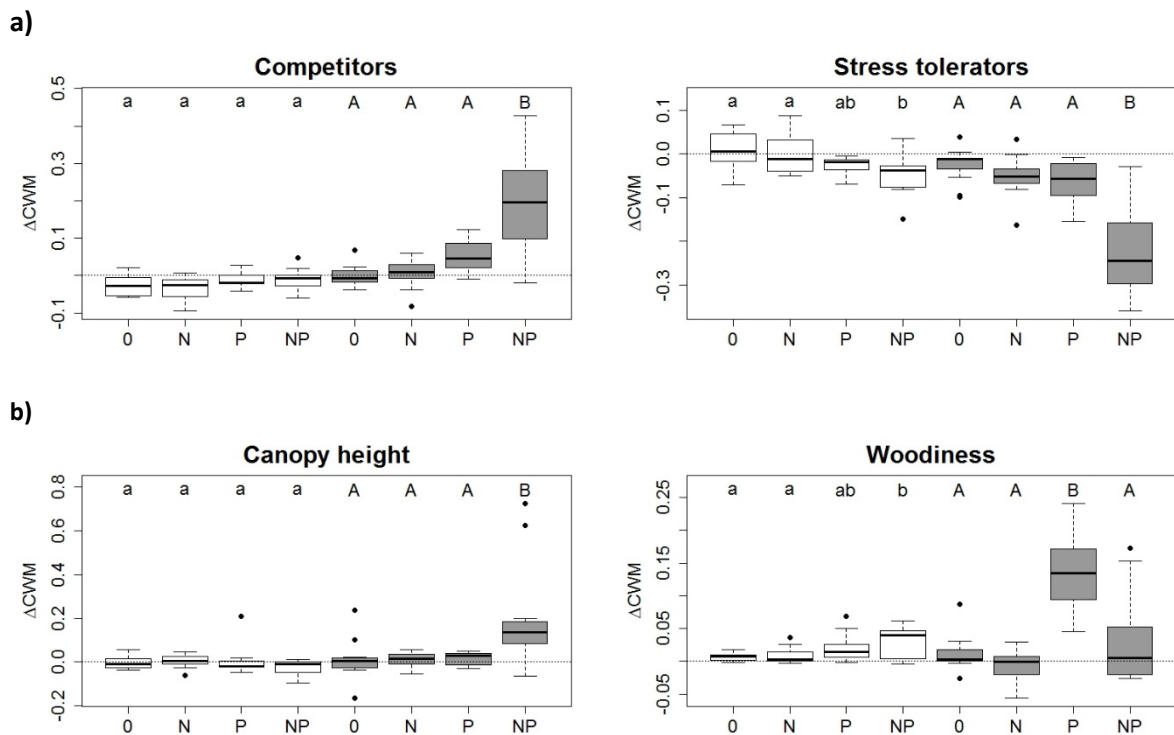 a)
Competitors
ΔCWM
0.5
0.3
0.1
-0.1
a a a a A A A B
0 N P NP 0 N P NP
Stress tolerators
ΔCWM
0.1
0.0
-0.1
-0.3
a a ab b A A A B
0 N P NP 0 N P NP
b)
Canopy height
ΔCWM
0.8
0.6
0.4
0.2
0.0
-0.2
a a a a A A A B
0 N P NP 0 N P NP
Woodiness
ΔCWM
0.25
0.15
0.05
-0.05
a a ab b A A B A
0 N P NP 0 N P NP